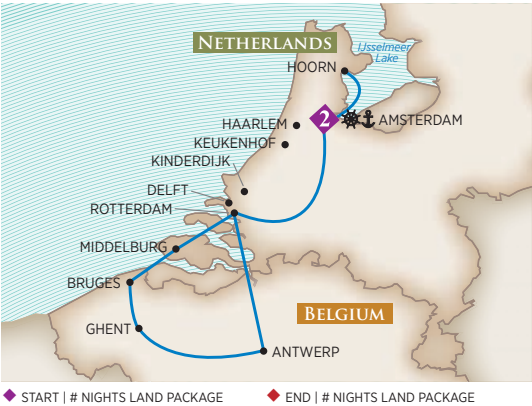 NETHERLANDS
IJsselmeer
Lake
HOORN
2
AMSTERDAM
HAARLEM
KEUKENHOF
KINDERDIJK
DELFT
ROTTERDAM
MIDDELBURG
BRUGES
BELGIUM
GHENT
ANTWERP
START | # NIGHTS LAND PACKAGE
END | # NIGHTS LAND PACKAGE